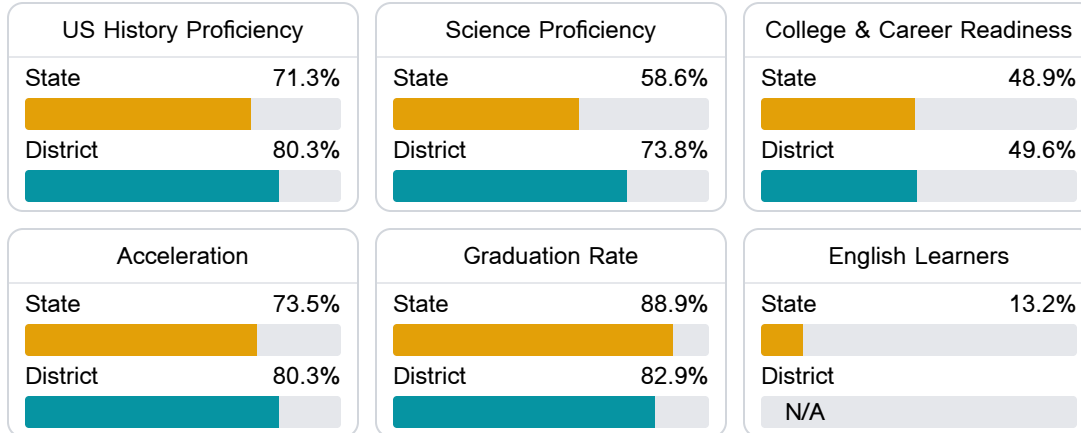 US History Proficiency
State 71.3%
District 80.3%
Science Proficiency
State 58.6%
District 73.8%
College & Career Readiness
State 48.9%
District 49.6%
Acceleration
State 73.5%
District 80.3%
Graduation Rate
State 88.9%
District 82.9%
English Learners
State 13.2%
District
N/A